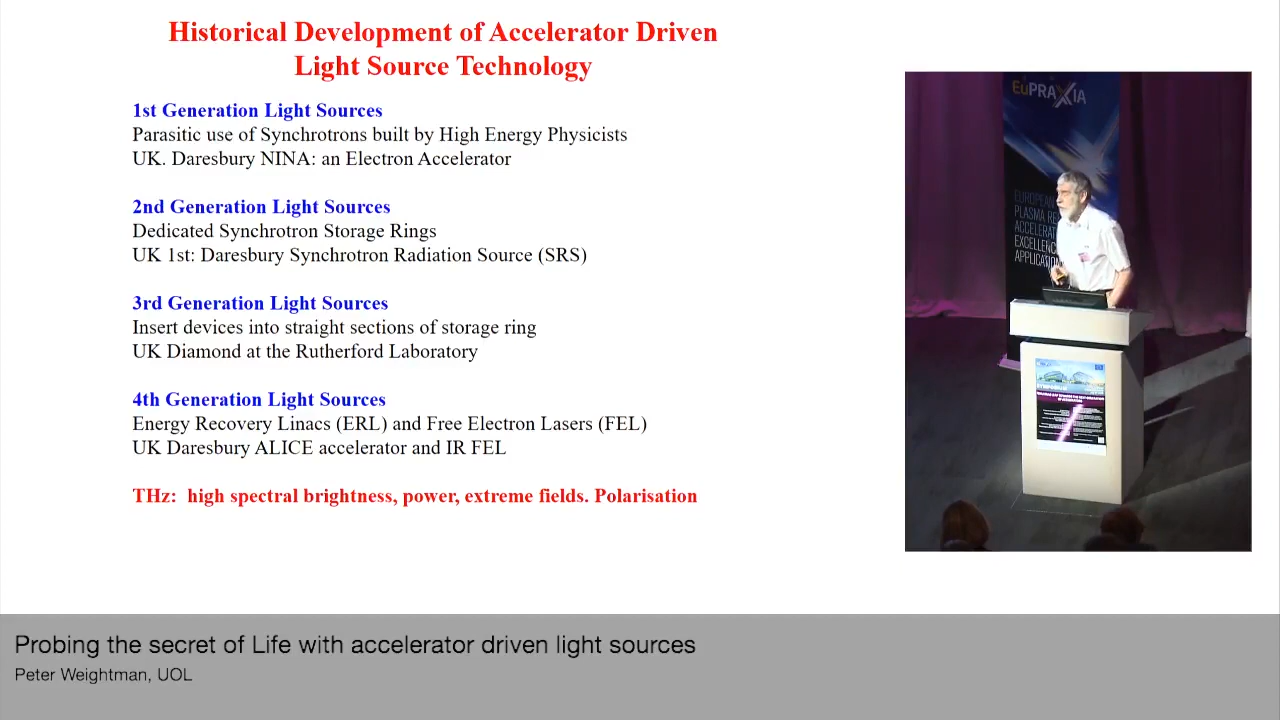 Historical Development of Accelerator Driven
Light Source Technology
1st Generation Light Sources
Parasitic use of Synchrotrons built by High Energy Physicists
UK. Daresbury NINA: an Electron Accelerator
2nd Generation Light Sources
Dedicated Synchrotron Storage Rings
UK 1st: Daresbury Synchrotron Radiation Source (SRS)
3rd Generation Light Sources
Insert devices into straight sections of storage ring
UK Diamond at the Rutherford Laboratory
4th Generation Light Sources
Energy Recovery Linacs (ERL) and Free Electron Lasers (FEL)
UK Daresbury ALICE accelerator and IR FEL
THz: high spectral brightness, power, extreme fields. Polarisation
EuPRAXIA
EUROPEAN
PLASMA
EXCELLENCE
Probing the secret of Life with accelerator driven light sources
Peter Weightman, UOL